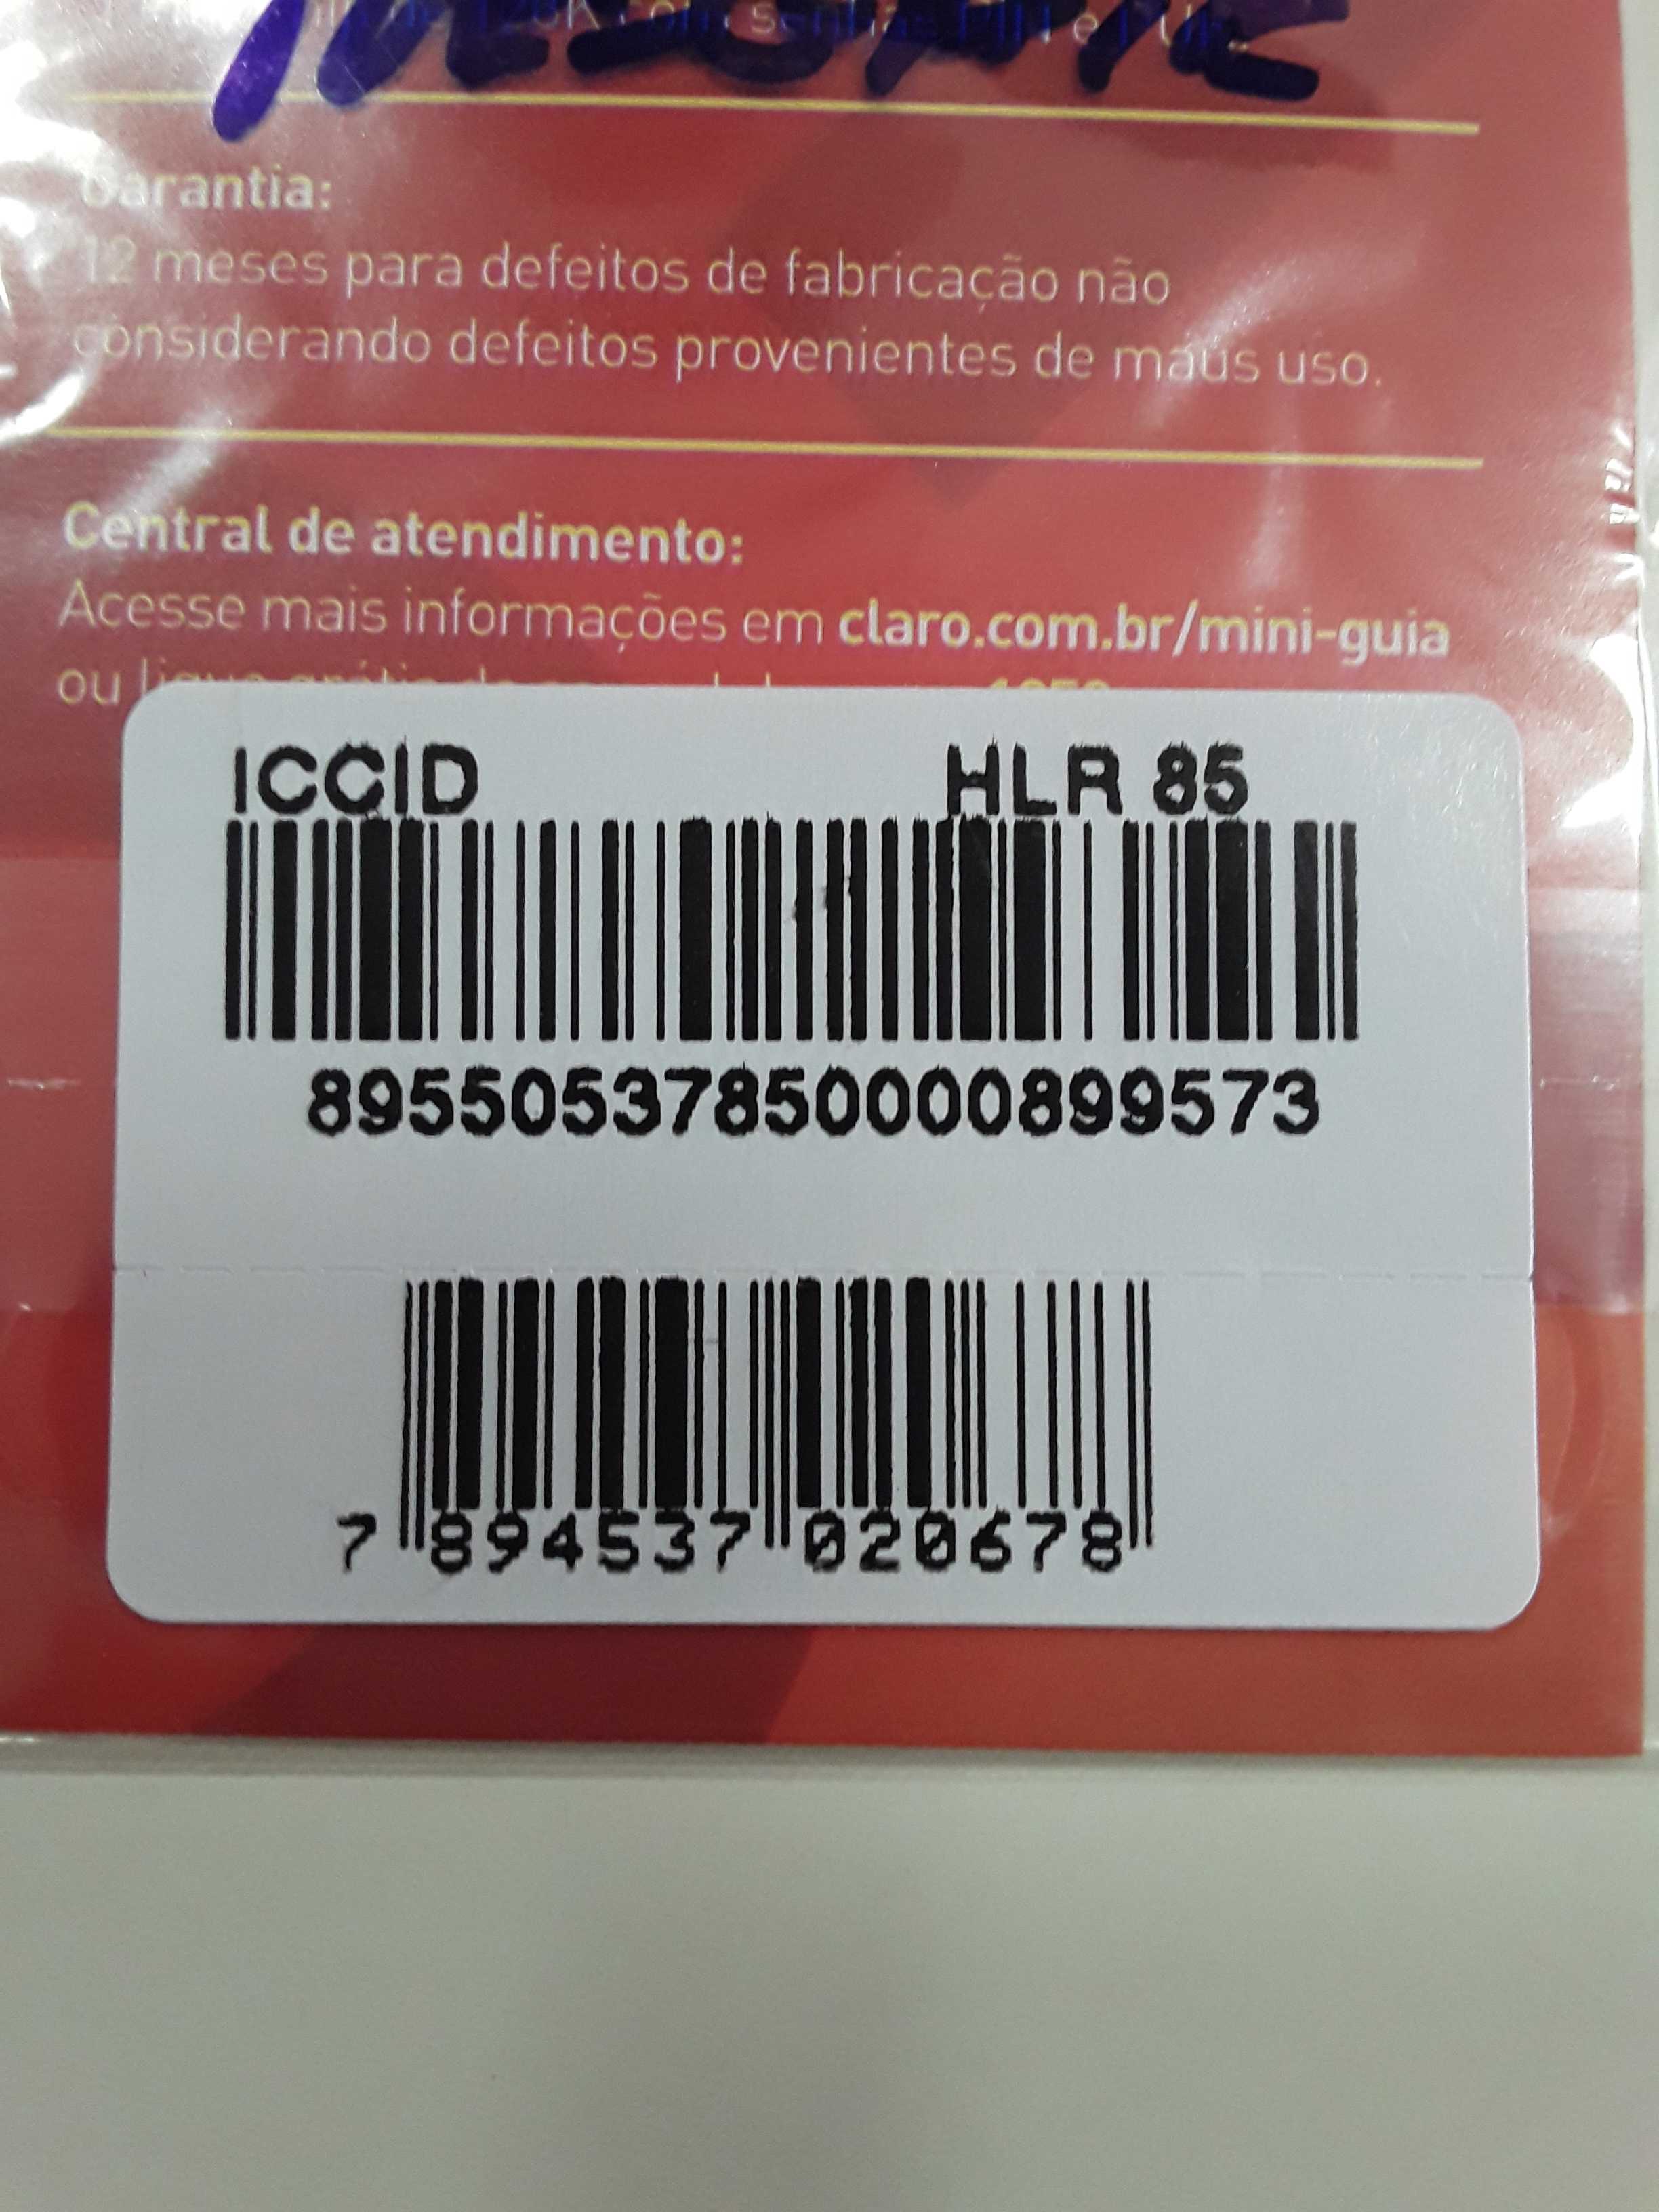 Garantia:
12 meses para defeitos de fabricação não
considerando defeitos provenientes de maus uso.
Central de atendimento:
Acesse mais informações em claro.com.br/mini-guia
ou
ICCID HLR 85
89550537850000899573
7 894537 020678